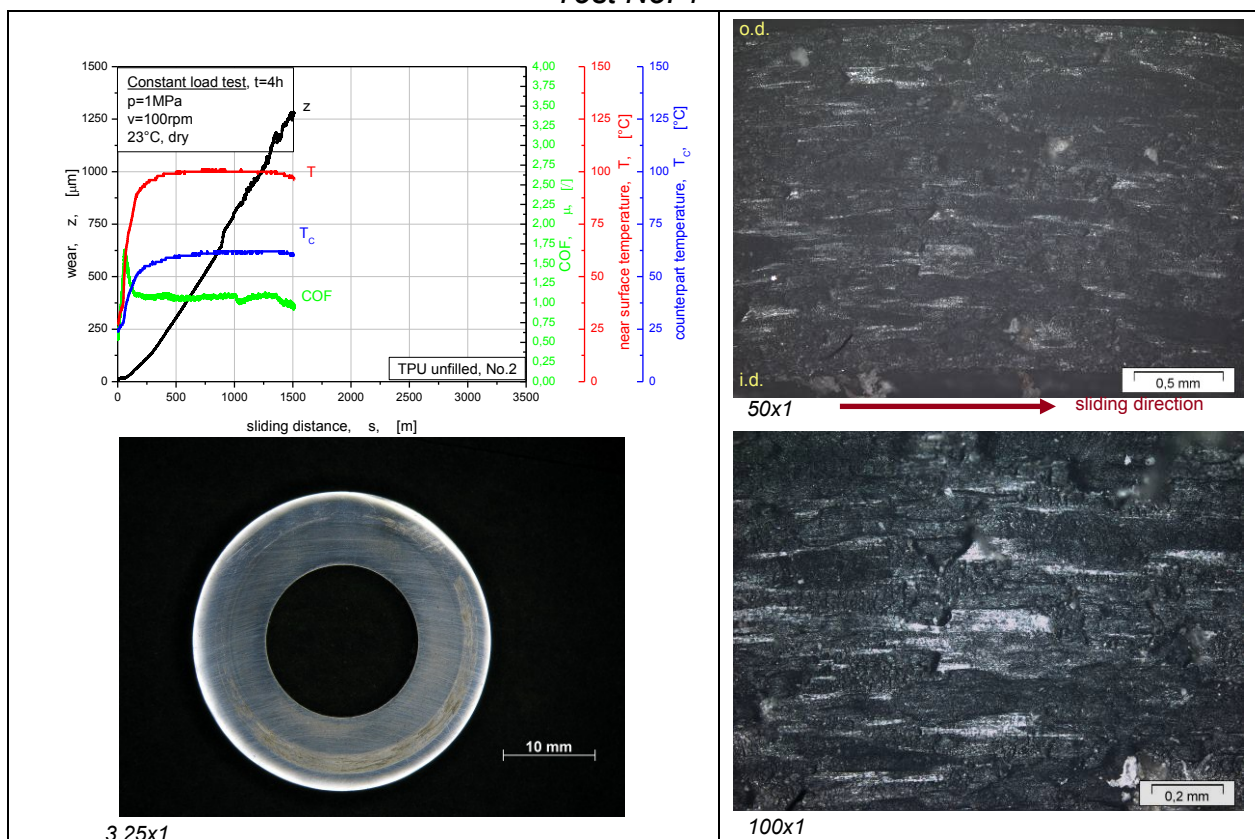 Constant load test, t=4h
p=1MPa
v=100rpm
23°C, dry
1500
1250
1000
750
500
250
0
wear, z, [µm]
0
500
1000
1500
2000
2500
3000
3500
sliding distance, s, [m]
z
T
T_C
COF
TPU unfilled, No.2
4,00
3,75
3,50
3,25
3,00
2,75
2,50
2,25
2,00
1,75
1,50
1,25
1,00
0,75
0,50
0,25
0,00
COF, µ, [/]
150
125
100
75
50
25
0
near surface temperature, T, [°C]
150
125
100
75
50
25
0
counterpart temperature, T_C, [°C]
10 mm
3,25x1
o.d.
i.d.
0,5 mm
50x1
sliding direction
0,2 mm
100x1